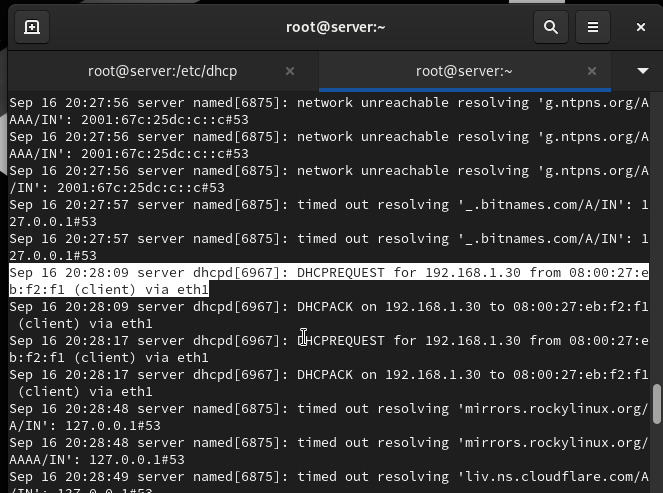 root@server:~
root@server:/etc/dhcp
root@server:~
Sep 16 20:27:56 server named[6875]: network unreachable resolving 'g.ntpns.org/A
AAA/IN': 2001:67c:25dc:c::c#53
Sep 16 20:27:56 server named[6875]: network unreachable resolving 'g.ntpns.org/A
AAA/IN': 2001:67c:25dc:c::c#53
Sep 16 20:27:56 server named[6875]: network unreachable resolving 'g.ntpns.org/A
/IN': 2001:67c:25dc:c::c#53
Sep 16 20:27:57 server named[6875]: timed out resolving '_.bitnames.com/A/IN': 1
27.0.0.1#53
Sep 16 20:27:57 server named[6875]: timed out resolving '_.bitnames.com/A/IN': 1
27.0.0.1#53
Sep 16 20:28:09 server dhcpd[6967]: DHCPREQUEST for 192.168.1.30 from 08:00:27:e
b:f2:f1 (client) via eth1
Sep 16 20:28:09 server dhcpd[6967]: DHCPACK on 192.168.1.30 to 08:00:27:eb:f2:f1
(client) via eth1
Sep 16 20:28:17 server dhcpd[6967]: DHCPREQUEST for 192.168.1.30 from 08:00:27:e
b:f2:f1 (client) via eth1
Sep 16 20:28:17 server dhcpd[6967]: DHCPACK on 192.168.1.30 to 08:00:27:eb:f2:f1
(client) via eth1
Sep 16 20:28:48 server named[6875]: timed out resolving 'mirrors.rockylinux.org/
A/IN': 127.0.0.1#53
Sep 16 20:28:48 server named[6875]: timed out resolving 'mirrors.rockylinux.org/
AAAA/IN': 127.0.0.1#53
Sep 16 20:28:49 server named[6875]: timed out resolving 'liv.ns.cloudflare.com/A
/IN': 127.0.0.1#53